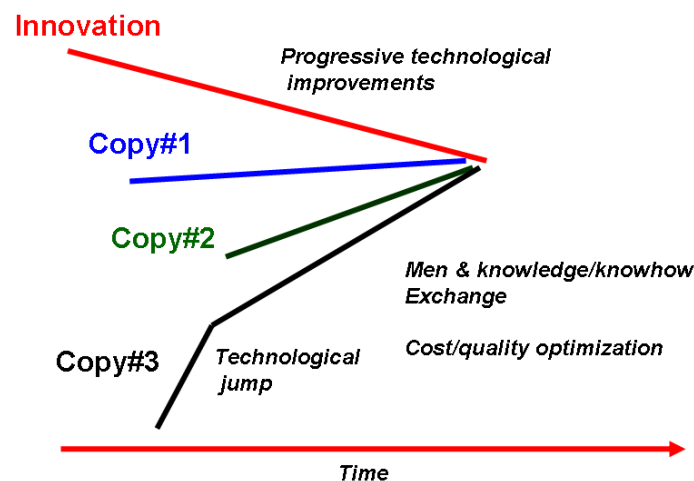 Innovation
Progressive technological
improvements
Copy#1
Copy#2
Men & knowledge/knowhow
Exchange
Cost/quality optimization
Copy#3
Technological
jump
Time